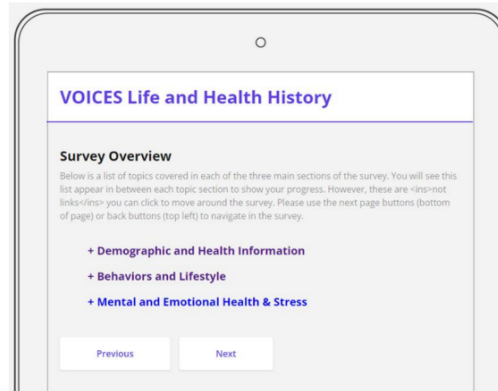 VOICES Life and Health History
Survey Overview
Below is a list of topics covered in each of the three main sections of the survey. You will see this
list appear in between each topic section to show your progress. However, these are <ins>not
links</ins> you can click to move around the survey. Please use the next page buttons (bottom
of page) or back buttons (top left) to navigate in the survey.
+ Demographic and Health Information
+ Behaviors and Lifestyle
+ Mental and Emotional Health & Stress
Previous Next